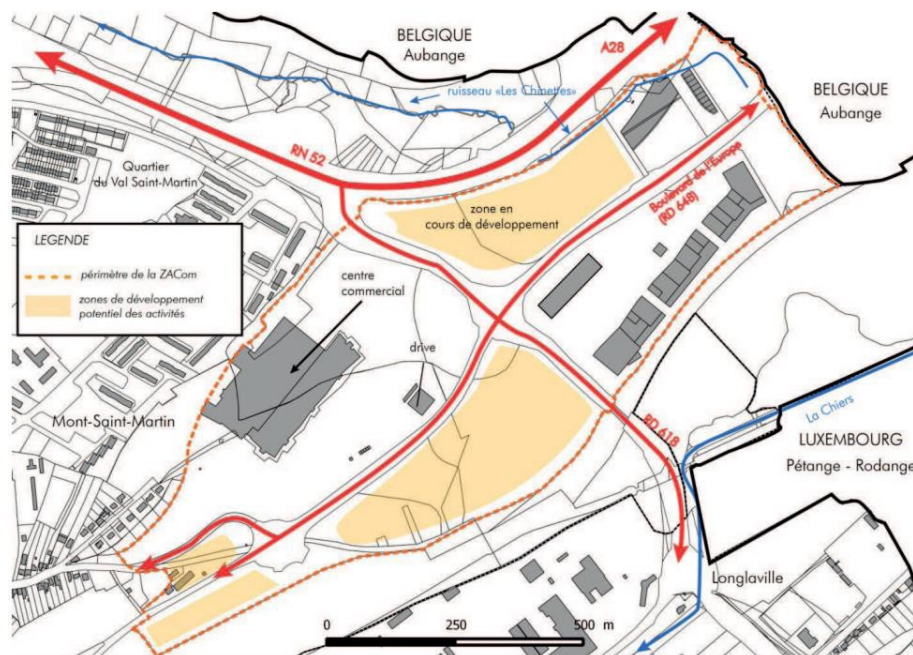 BELGIQUE
Aubange
A28
BELGIQUE
Aubange
ruisseau «Les Chinettes»
RN 52
Quartier
du Val Saint-Martin
zone en
cours de développement
Boulevard de l'Europe
(RD 648)
LEGENDE
périmètre de la ZACom
zones de développement
potentiel des activités
centre
commercial
drive
Mont-Saint-Martin
RD 618
La Chiers
LUXEMBOURG
Pétange - Rodange
Longlaville
0 250 500 m